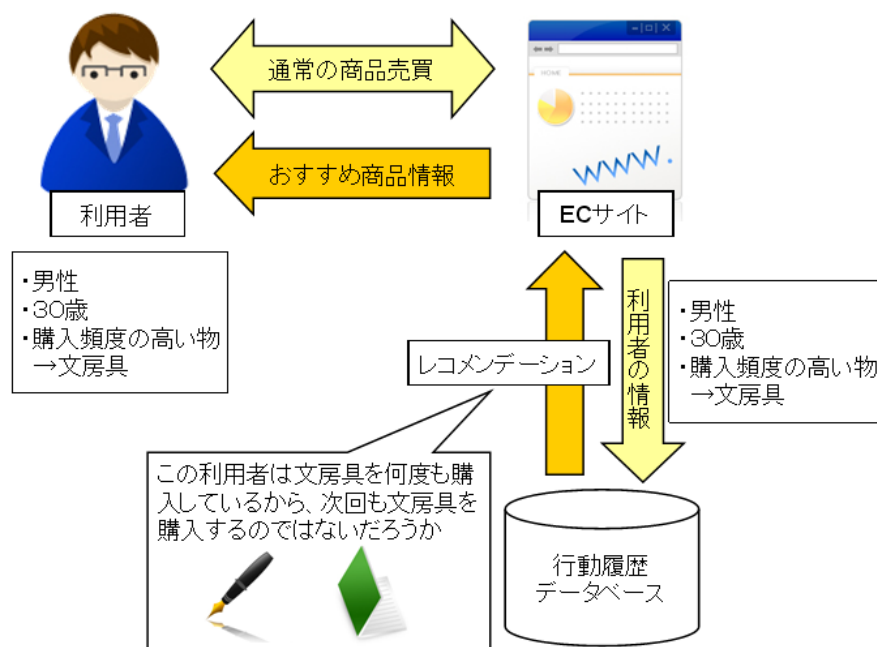 通常の商品売買
おすすめ商品情報
HOME
www.
利用者
ECサイト
・男性
・30歳
・購入頻度の高い物
→文房具
利用者の情報
・男性
・30歳
・購入頻度の高い物
→文房具
レコメンデーション
この利用者は文房具を何度も購
入しているから、次回も文房具を
購入するのではないだろうか
行動履歴
データベース